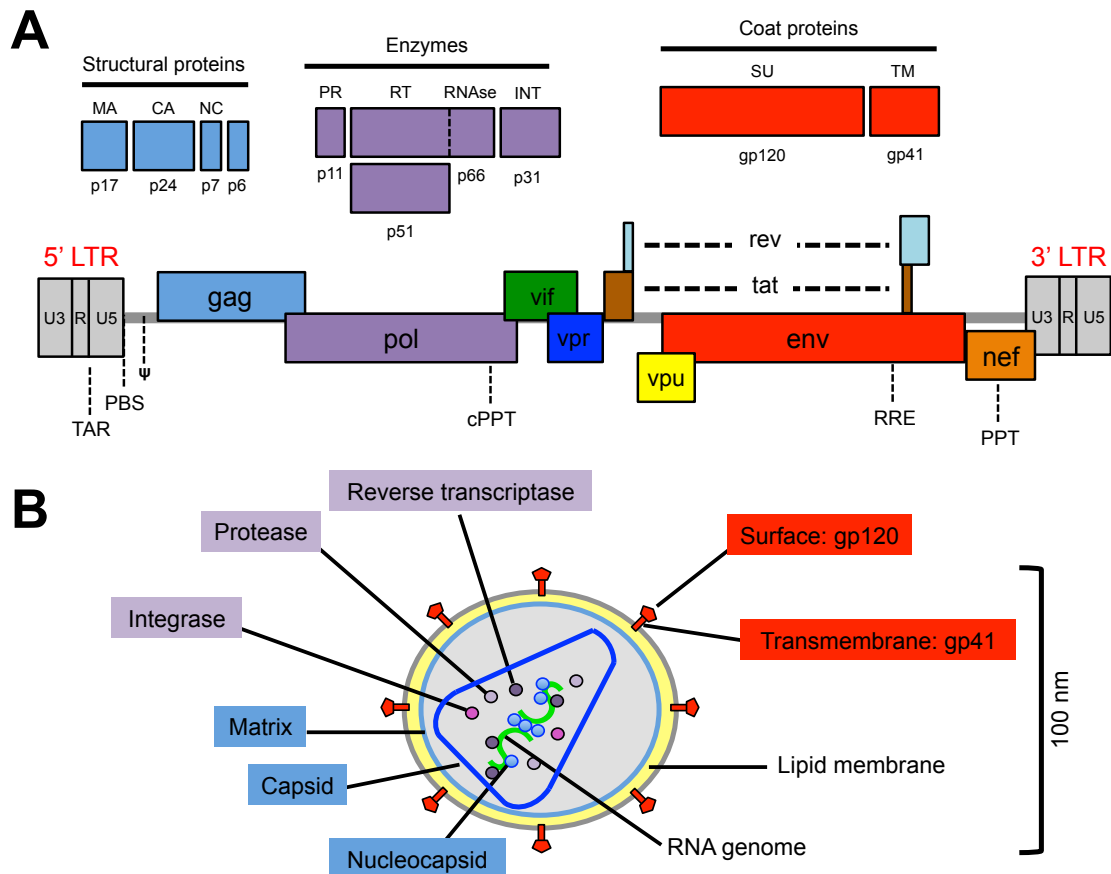 A
Structural proteins
Enzymes
Coat proteins
MA CA NC
PR RT RNAse INT
SU TM
p17 p24 p7 p6
p11 p66 p31
p51
gp120 gp41
5’ LTR
rev
3’ LTR
U3 R U5
gag
vif
tat
U3 R U5
pol
vpr
env
nef
vpu
ψ
PBS
TAR
cPPT
RRE
PPT
B
Reverse transcriptase
Protease
Surface: gp120
Integrase
Transmembrane: gp41
Matrix
Capsid
Lipid membrane
Nucleocapsid
RNA genome
100 nm